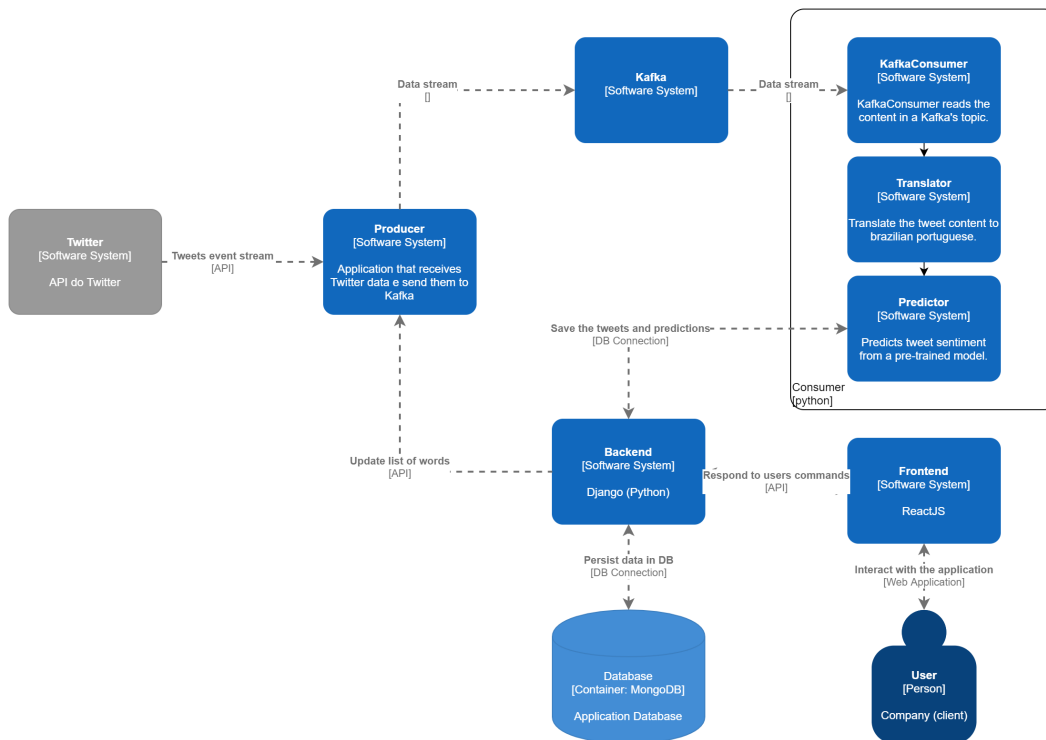 Kafka
[Software System]
Data stream
[]
Data stream
[]
KafkaConsumer
[Software System]
KafkaConsumer reads the
content in a Kafka's topic.
Translator
[Software System]
Translate the tweet content to
brazilian portuguese.
Twitter
[Software System]
API do Twitter
Tweets event stream
[API]
Producer
[Software System]
Application that receives
Twitter data e send them to
Kafka
Predictor
[Software System]
Predicts tweet sentiment
from a pre-trained model.
Save the tweets and predictions
[DB Connection]
Consumer
[python]
Update list of words
[API]
Backend
[Software System]
Django (Python)
Respond to users commands
[API]
Frontend
[Software System]
ReactJS
Persist data in DB
[DB Connection]
Interact with the application
[Web Application]
Database
[Container: MongoDB]
Application Database
User
[Person]
Company (client)